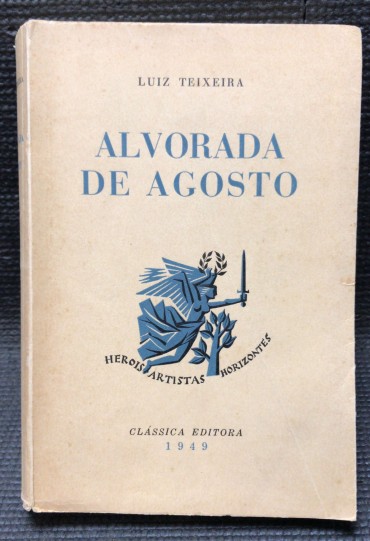 LUIZ TEIXEIRA
ALVORADA
DE AGOSTO
HEROIS ARTISTAS HORIZONTES
CLÁSSICA EDITORA
1949